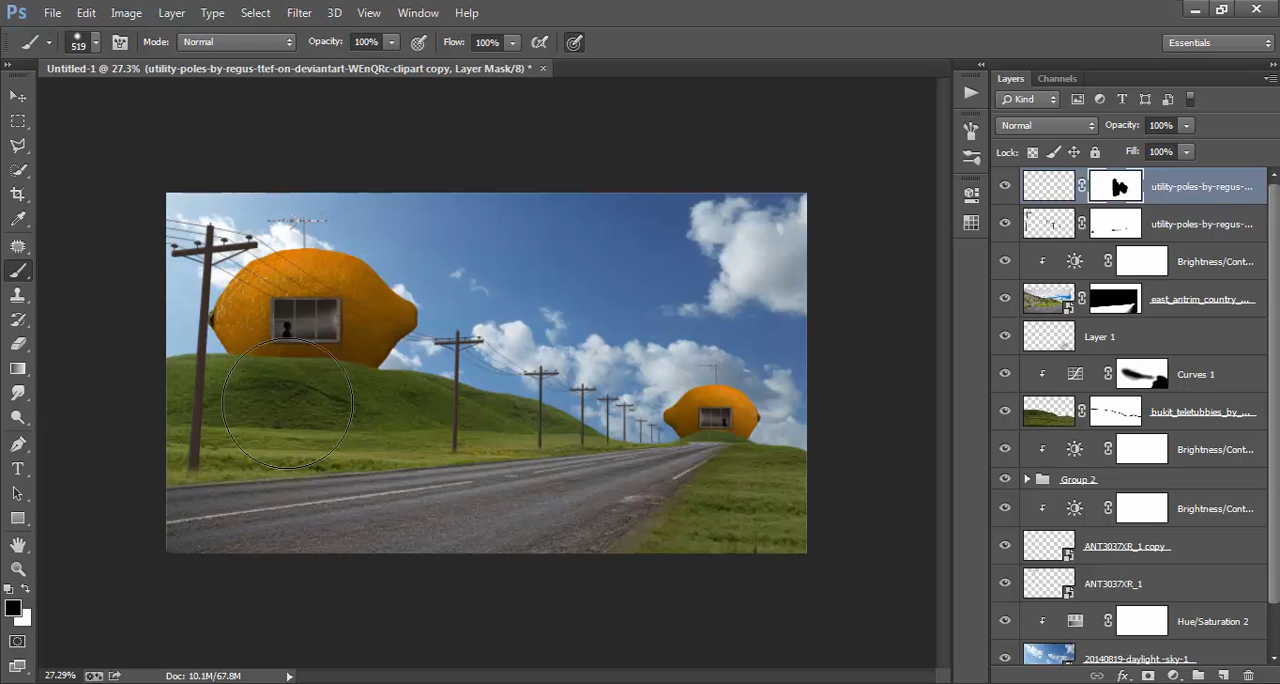 Ps File Edit Image Layer Type Select Filter 3D View Window Help
519 Mode: Normal Opacity: 100% Flow: 100% Essentials
Untitled-1 @ 27.3% (utility-poles-by-regus-ttef-on-deviantart-WEnQRc-clipart copy, Layer Mask/8) * ×
Layers Channels
Kind
Normal Opacity: 100%
Lock: Fill: 100%
utility-poles-by-regus-...
utility-poles-by-regus-...
Brightness/Cont...
east_antrim_country_...
Layer 1
Curves 1
bukit_teletubbies_by_...
Brightness/Cont...
Group 2
Brightness/Cont...
ANT3037XR_1 copy
ANT3037XR_1
Hue/Saturation 2
20140819-daylight -sky-1
27.29% Doc: 10.1M/67.8M
fx